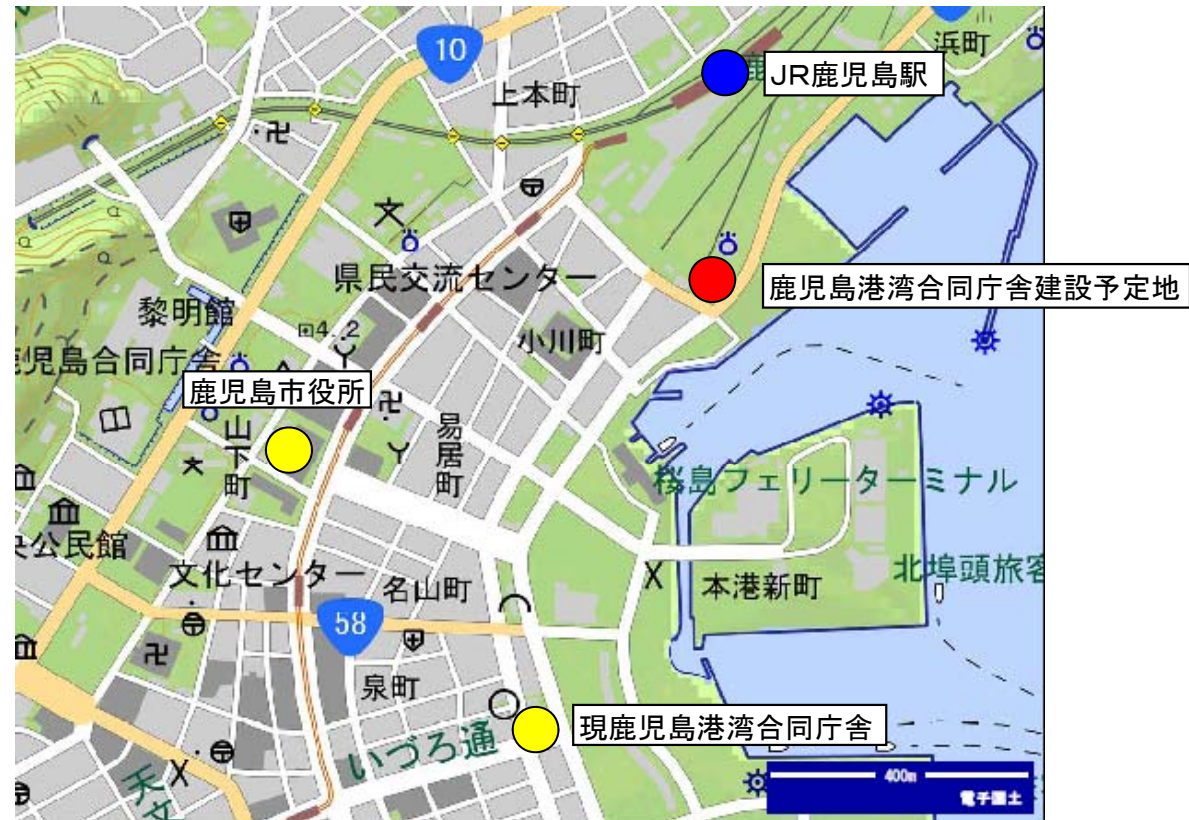 浜町
10
JR鹿児島駅
上本町
県民交流センター
鹿児島港湾合同庁舎建設予定地
黎明館
4.2
小川町
児島合同庁舎
鹿児島市役所
易居町
山下町
桜島フェリーターミナル
公民館
文化センター
名山町
本港新町
北埠頭旅客
58
泉町
現鹿児島港湾合同庁舎
いづろ通
天文
400m
電子国土